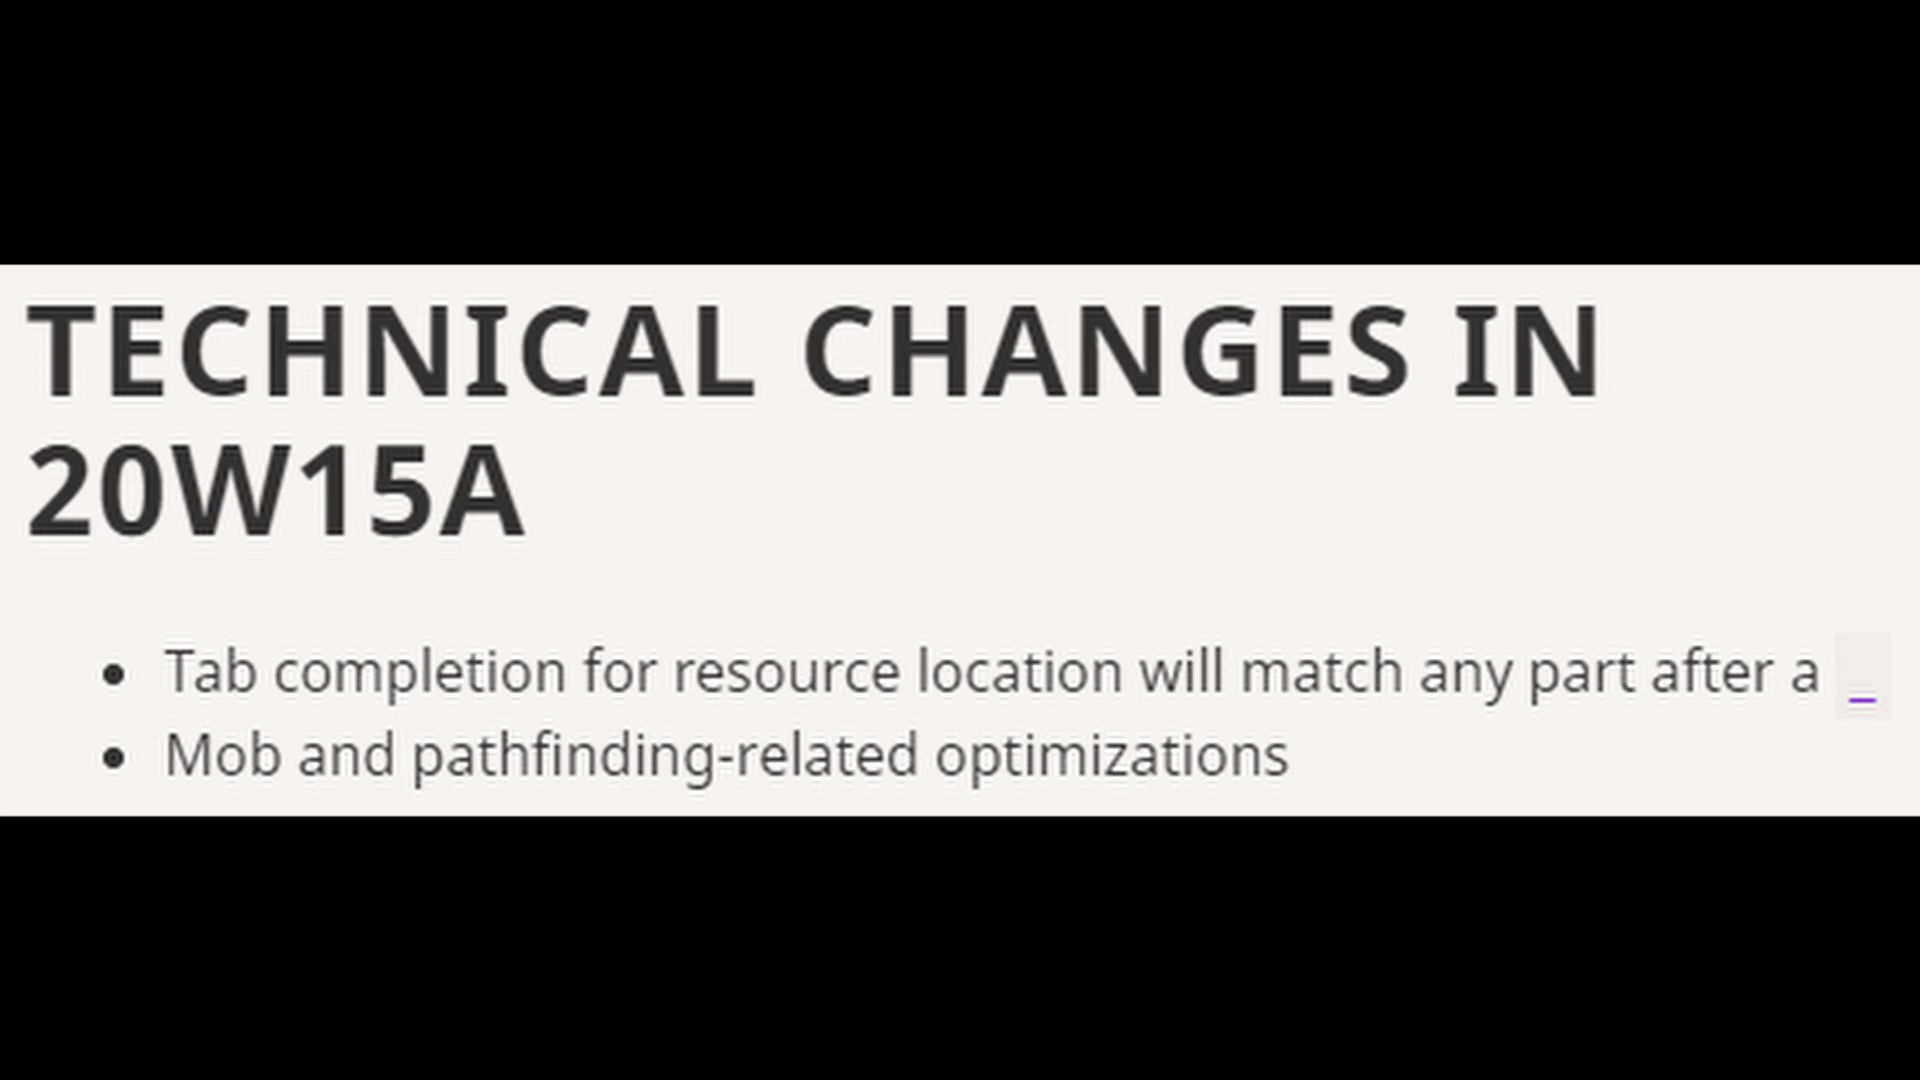 TECHNICAL CHANGES IN
20W15A
• Tab completion for resource location will match any part after a _
• Mob and pathfinding-related optimizations